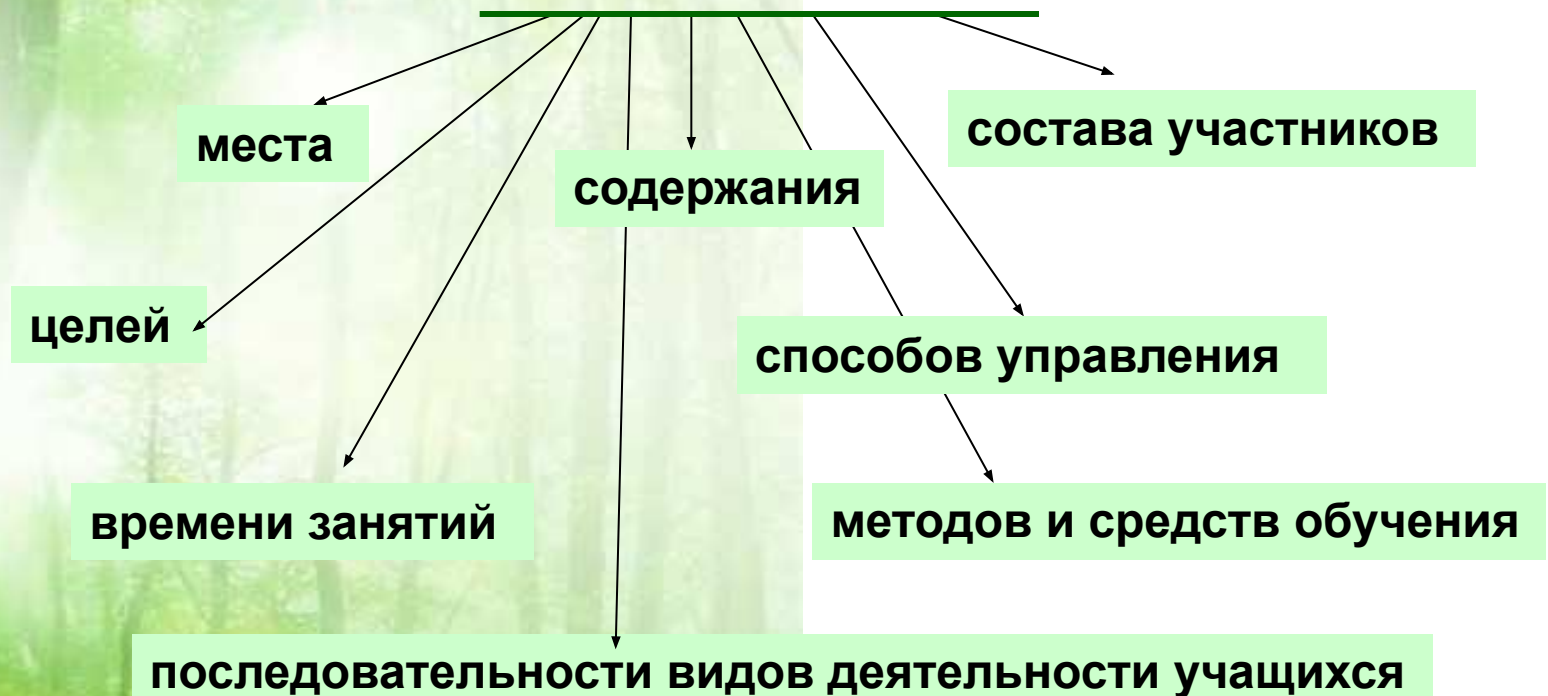 места
состава участников
содержания
целей
способов управления
времени занятий
методов и средств обучения
последовательности видов деятельности учащихся